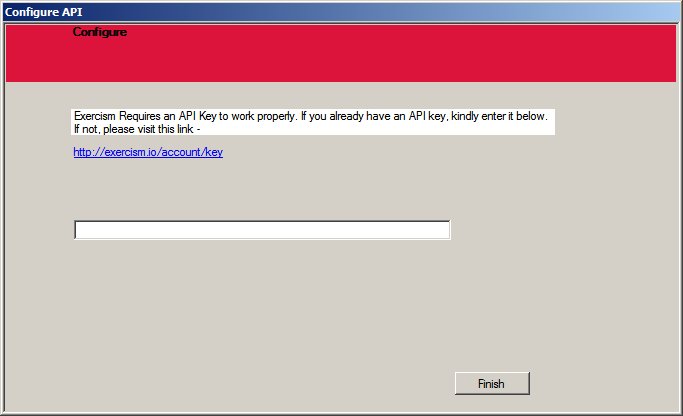 Configure API
Configure
Exercism Requires an API Key to work properly. If you already have an API key, kindly enter it below.
If not, please visit this link -
http://exercism.io/account/key
Finish